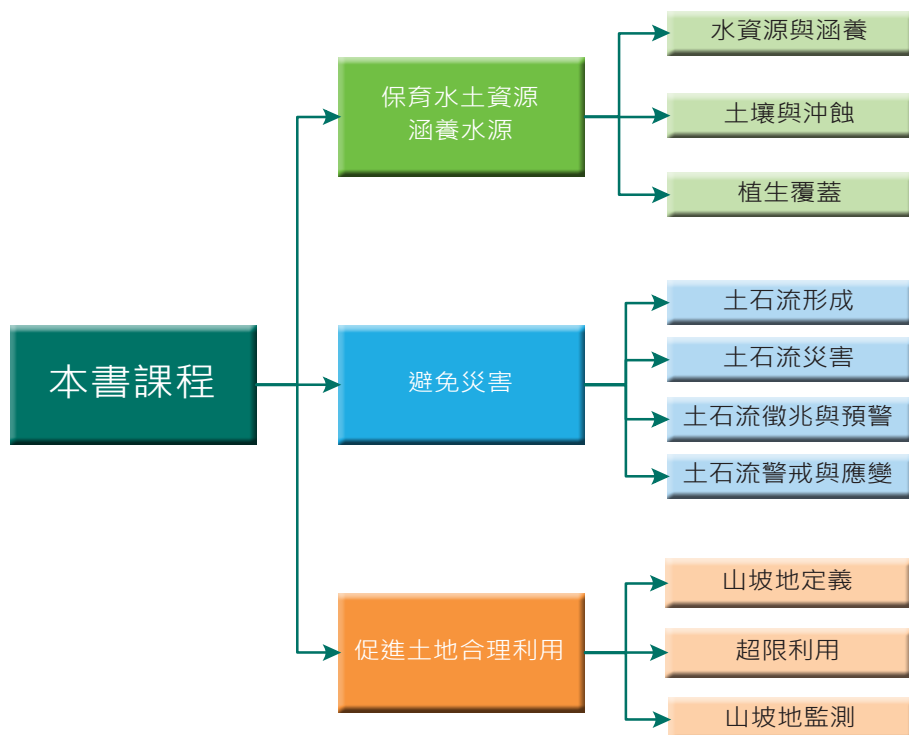 本書課程
保育水土資源
涵養水源
水資源與涵養
土壤與沖蝕
植生覆蓋
避免災害
土石流形成
土石流災害
土石流徵兆與預警
土石流警戒與應變
促進土地合理利用
山坡地定義
超限利用
山坡地監測